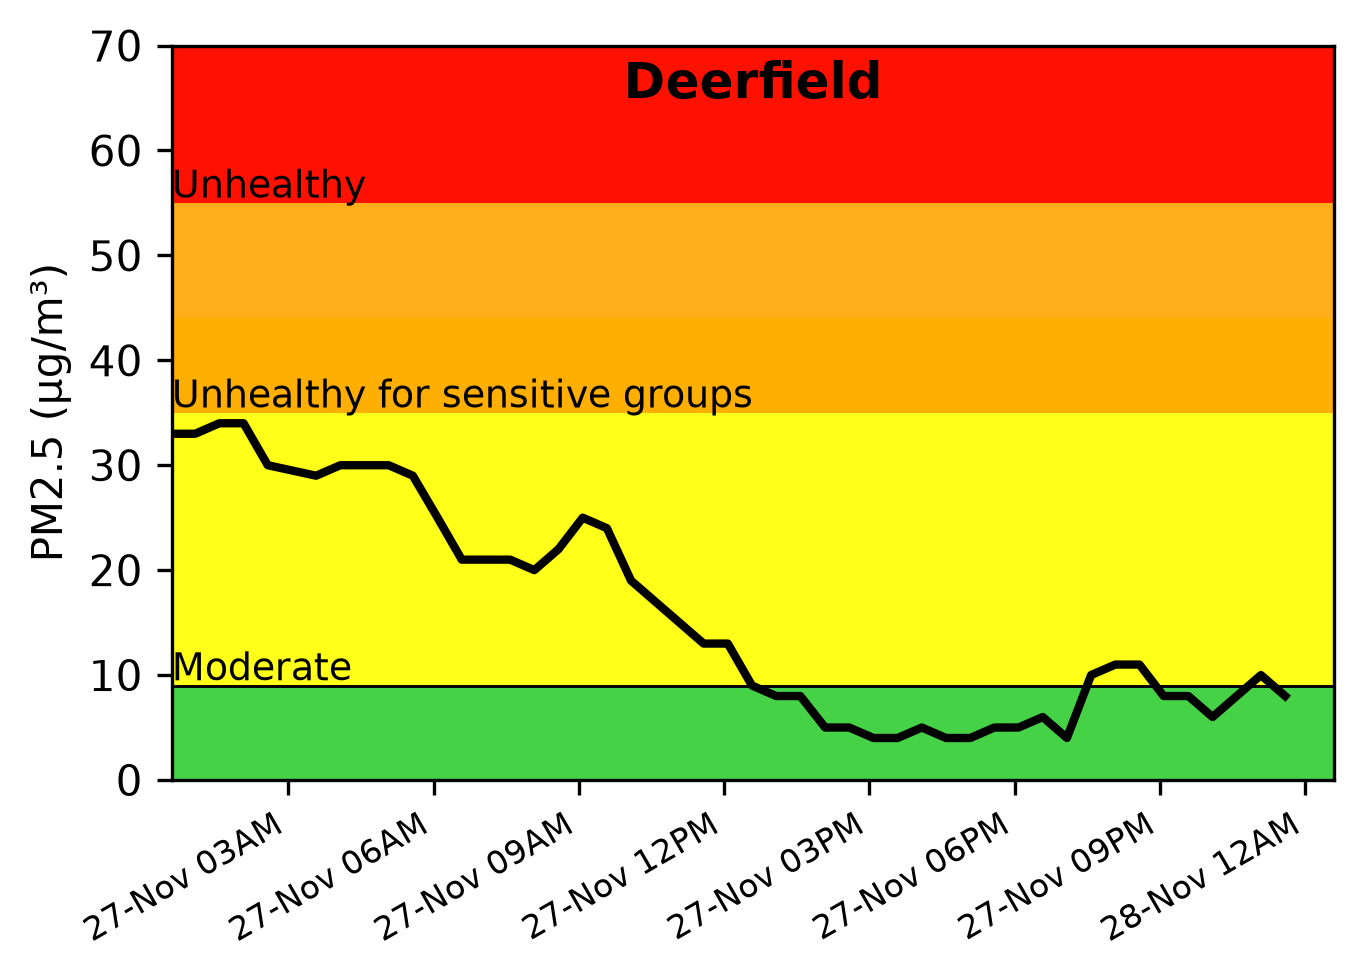 Deerfield
70
60
50
40
30
20
10
0
PM2.5 (µg/m³)
Unhealthy
Unhealthy for sensitive groups
Moderate
27-Nov 03AM
27-Nov 06AM
27-Nov 09AM
27-Nov 12PM
27-Nov 03PM
27-Nov 06PM
27-Nov 09PM
28-Nov 12AM